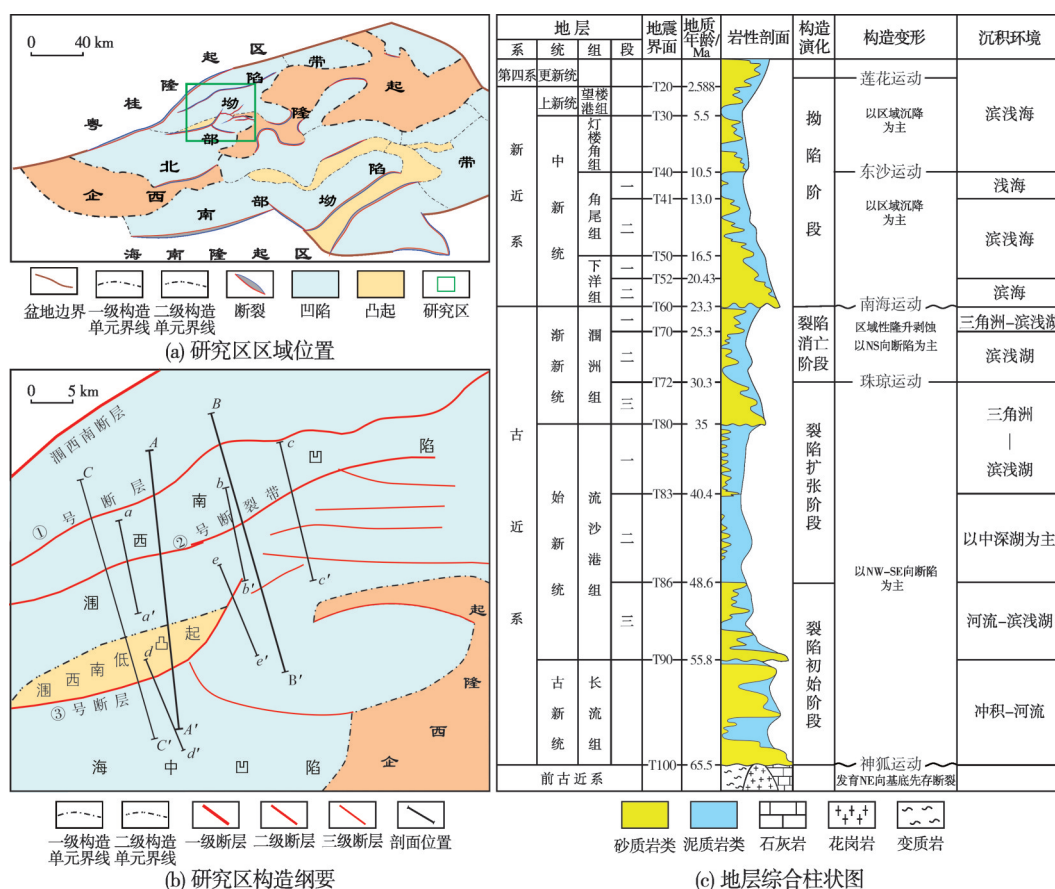 0 40 km
粤桂隆起区
北部坳陷带
企西隆起
南部坳陷带
海南隆起区
盆地边界
一级构造单元界线
二级构造单元界线
断裂
凹陷
凸起
研究区
(a) 研究区区域位置
0 5 km
涠西南断层
①号断层
②号断裂带
③号断层
涠西南凹陷
涠西南低凸起
海中凹陷
企西隆起
A
A'
B
B'
C
C'
a
a'
b
b'
c
c'
d
d'
e
e'
一级构造单元界线
二级构造单元界线
一级断层
二级断层
三级断层
剖面位置
(b) 研究区构造纲要
地层
系 统 组 段
地震界面
地质年龄/Ma
岩性剖面
构造演化
构造变形
沉积环境
第四系 更新统
新近系
上新统
中新统
望楼港组
灯楼角组
角尾组
一
二
下洋组
一
二
古近系
渐新统
涠洲组
一
二
三
始新统
流沙港组
一
二
三
古新统
长流组
前古近系
T20 2.588
T30 5.5
T40 10.5
T41 13.0
T50 16.5
T52 20.43
T60 23.3
T70 25.3
T72 30.3
T80 35
T83 40.4
T86 48.6
T90 55.8
T100 65.5
拗陷阶段
裂陷消亡阶段
裂陷扩张阶段
裂陷初始阶段
莲花运动
以区域沉降为主
东沙运动
以区域沉降为主
南海运动
区域性隆升剥蚀
以NS向断陷为主
珠琼运动
以NW-SE向断陷为主
神狐运动
发育NE向基底先存断裂
滨浅海
浅海
滨浅海
滨海
三角洲-滨浅湖
滨浅湖
三角洲
|
滨浅湖
以中深湖为主
河流-滨浅湖
冲积-河流
砂质岩类
泥质岩类
石灰岩
花岗岩
变质岩
(c) 地层综合柱状图